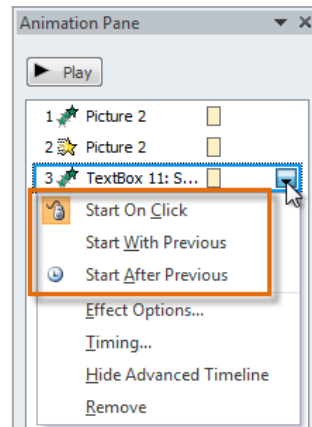 Animation Pane
Play
1 Picture 2
2 Picture 2
3 TextBox 11: S...
Start On Click
Start With Previous
Start After Previous
Effect Options...
Timing...
Hide Advanced Timeline
Remove